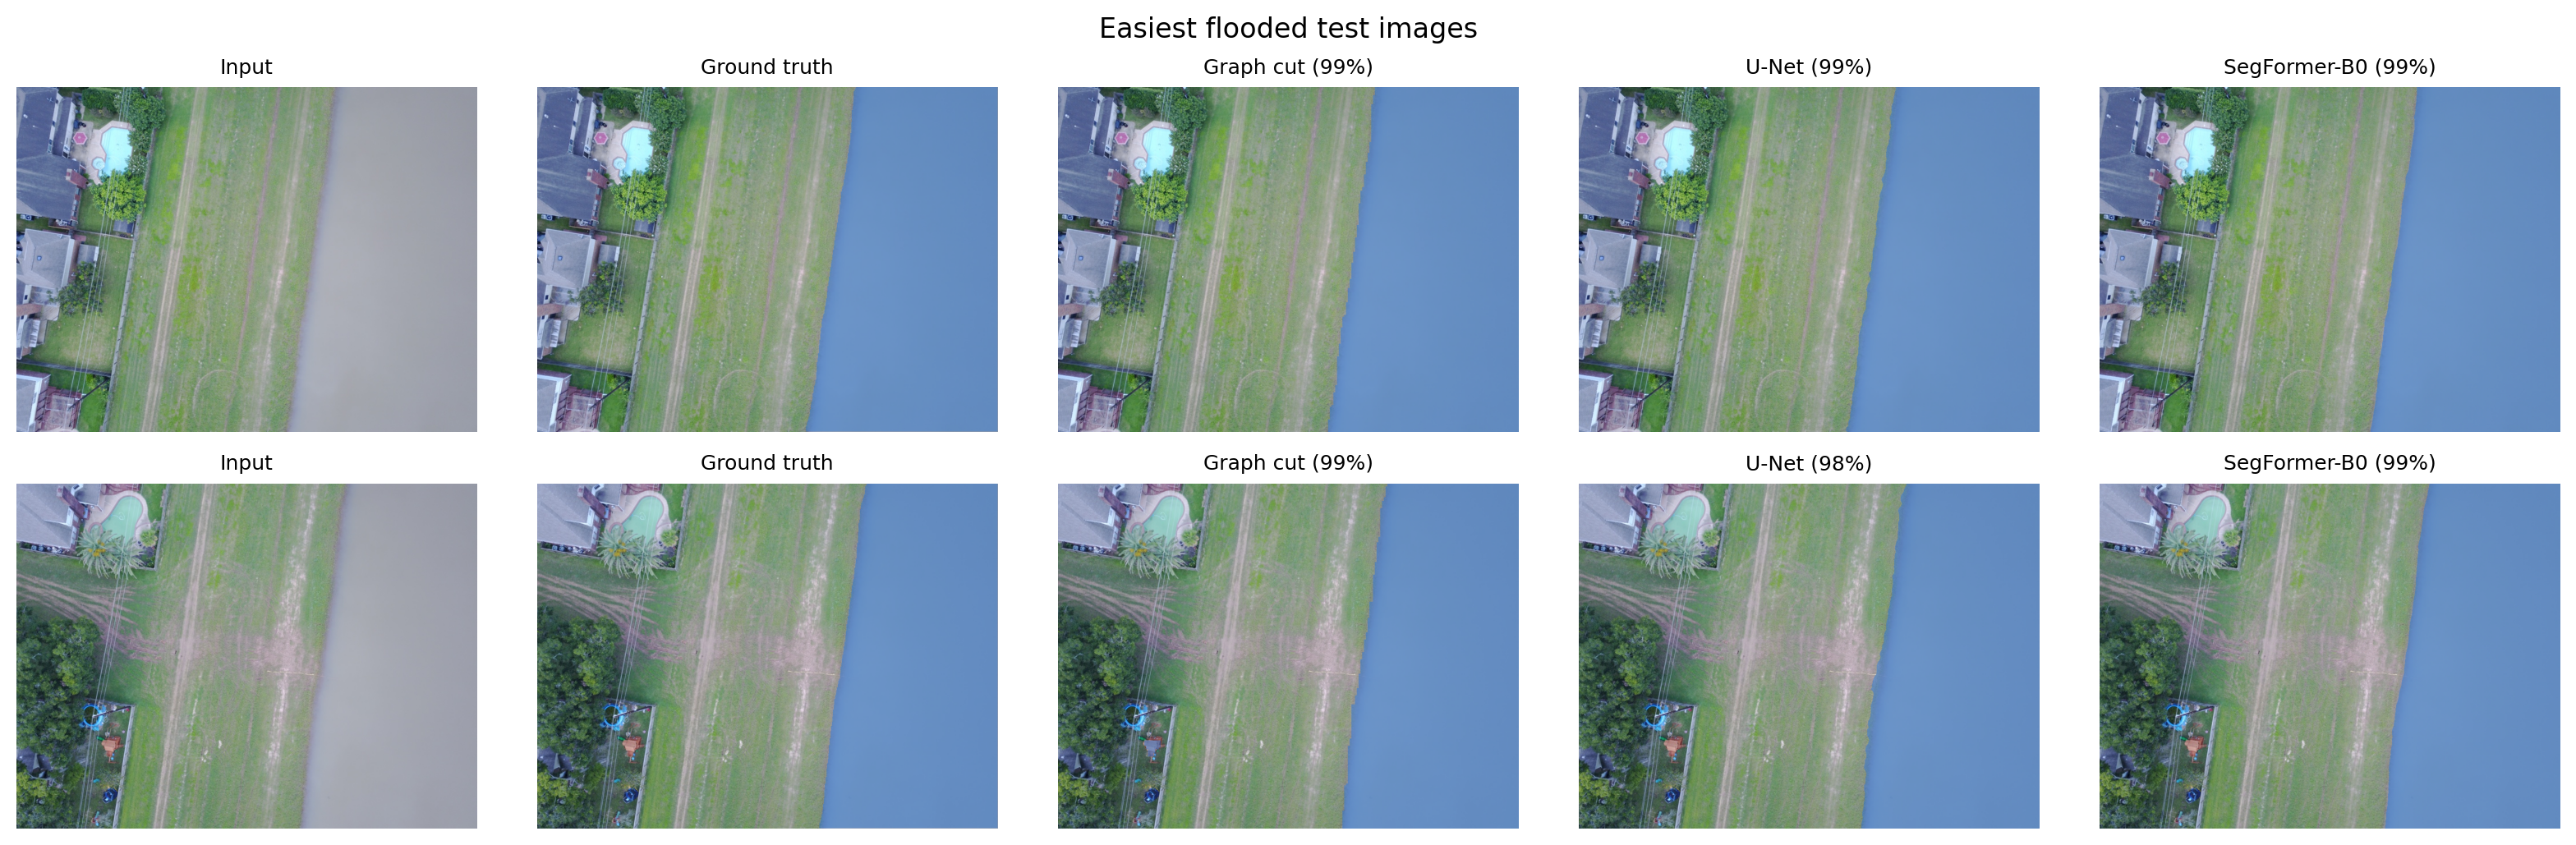 Easiest flooded test images
Input
Ground truth
Graph cut (99%)
U-Net (99%)
SegFormer-B0 (99%)
Input
Ground truth
Graph cut (99%)
U-Net (98%)
SegFormer-B0 (99%)